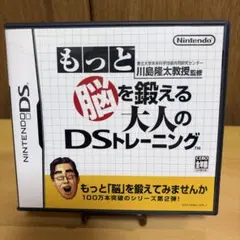 Nintendo
NINTENDO DS
東北大学未来科学技術共同研究センター
川島隆太教授 監修
もっと
脳を鍛える
大人の
DSトレーニング
TM
もっと「脳」を鍛えてみませんか
100万本突破のシリーズ第2弾!